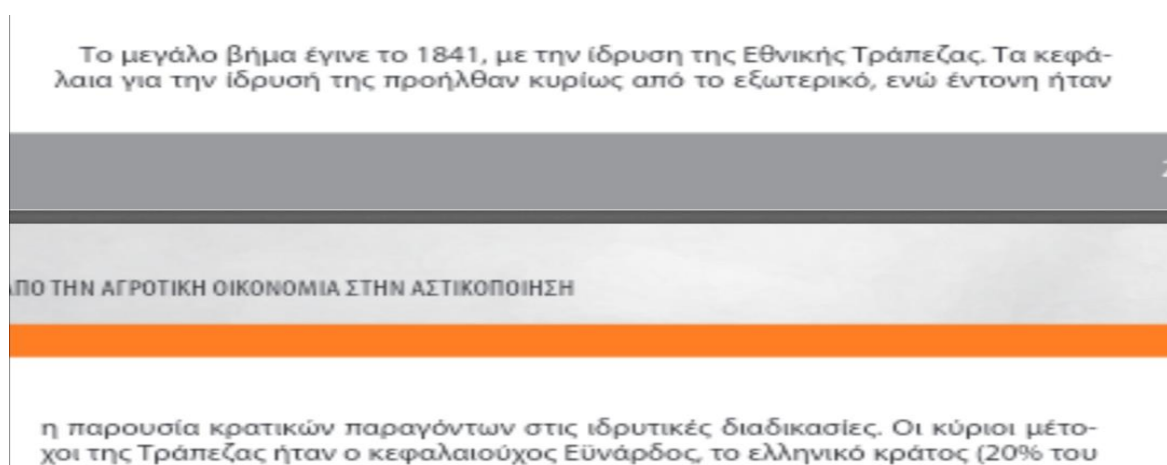 Το μεγάλο βήμα έγινε το 1841, με την ίδρυση της Εθνικής Τράπεζας. Τα κεφά-
λαια για την ίδρυσή της προήλθαν κυρίως από το εξωτερικό, ενώ έντονη ήταν
ΤΗΝ ΑΓΡΟΤΙΚΗ ΟΙΚΟΝΟΜΙΑ ΣΤΗΝ ΑΣΤΙΚΟΠΟΙΗΣΗ
η παρουσία κρατικών παραγόντων στις ιδρυτικές διαδικασίες. Οι κύριοι μέτο-
χοι της Τράπεζας ήταν ο κεφαλαιούχος Εϋνάρδος, το ελληνικό κράτος (20% του